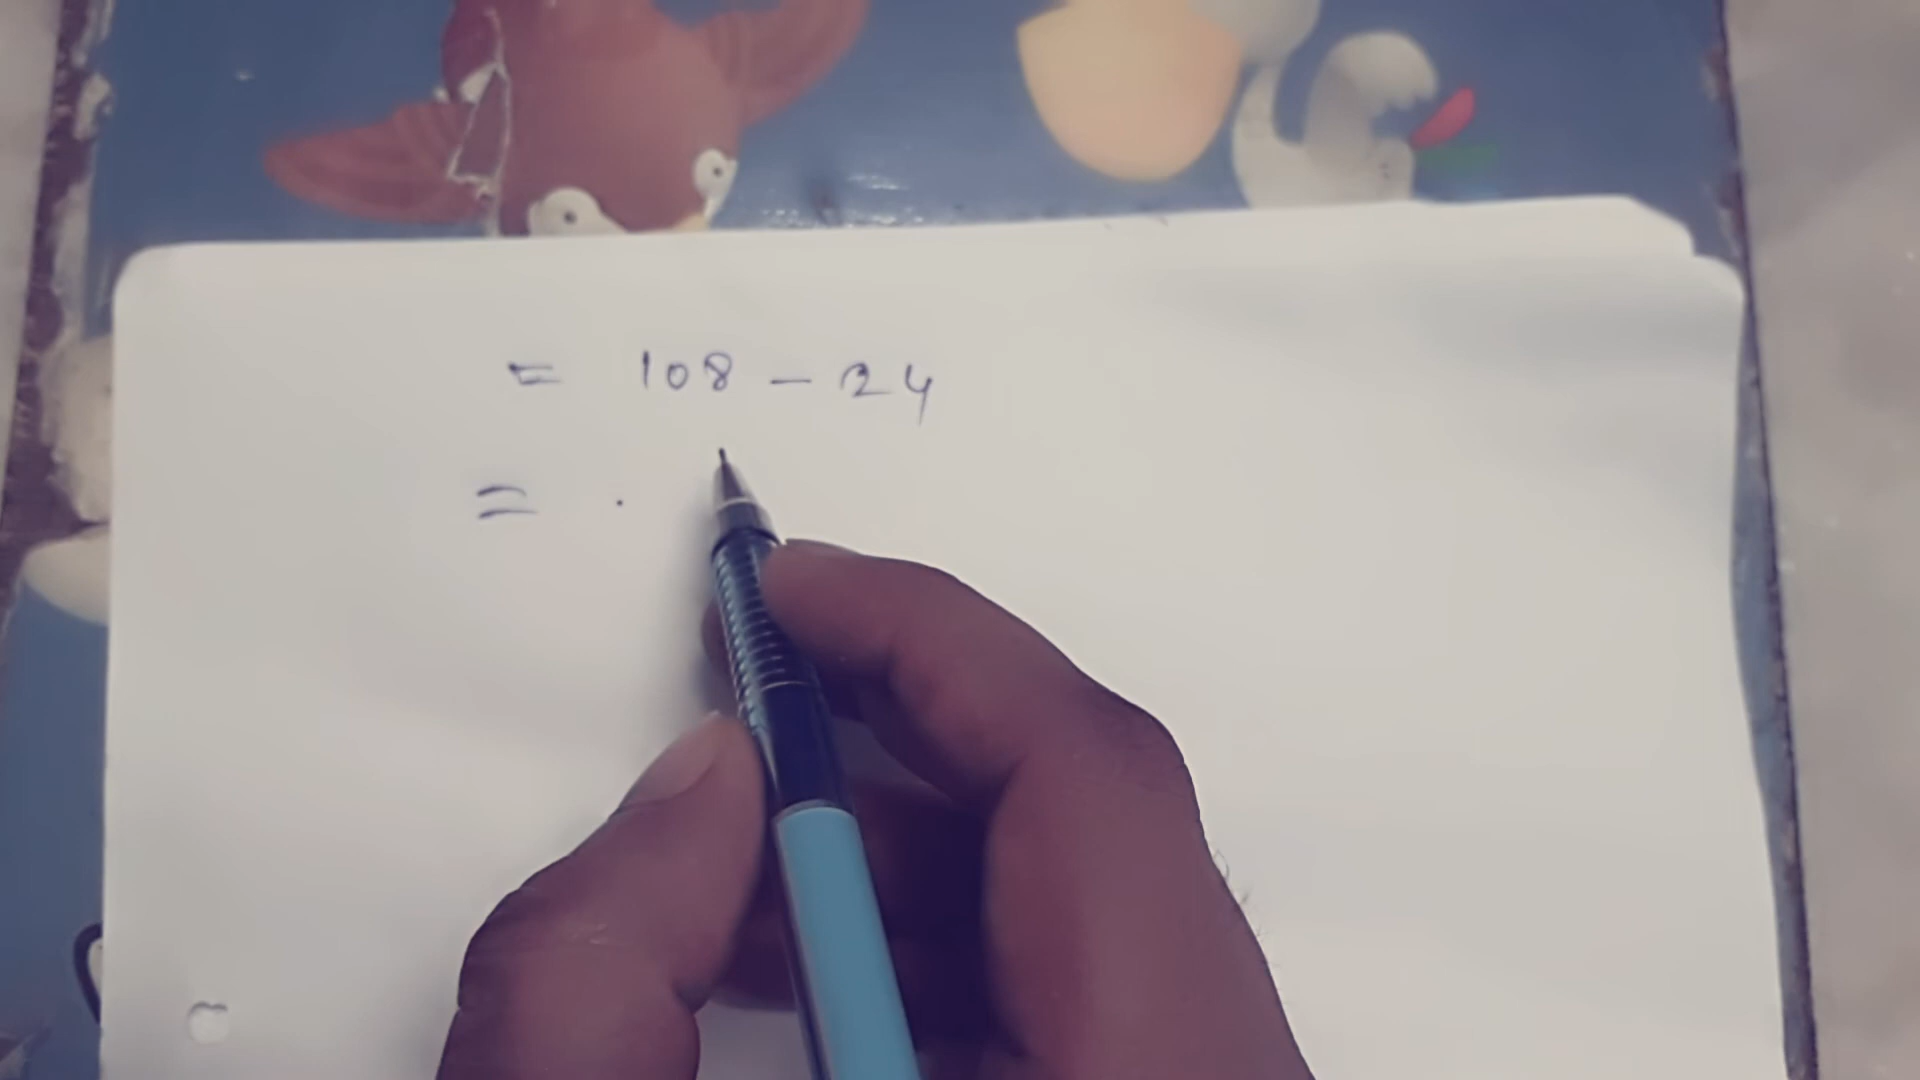 = 108 - 24
= .